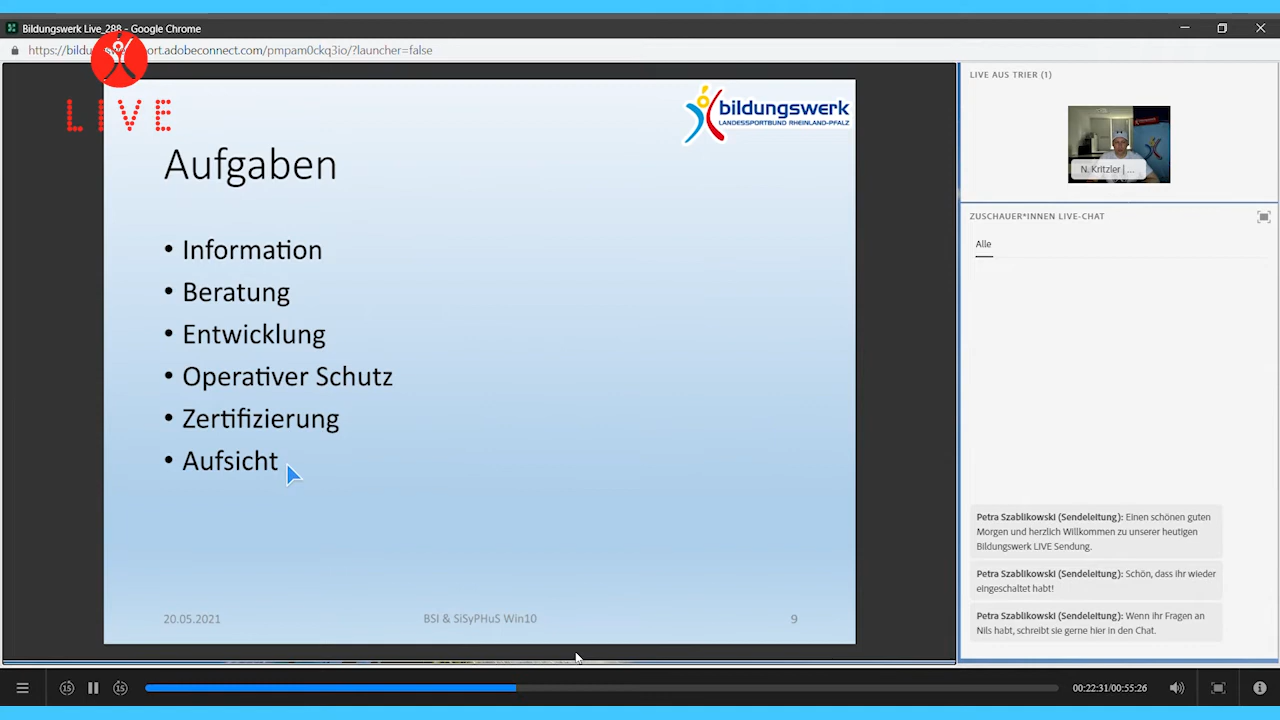 Bildungswerk Live_288 - Google Chrome
https://bildu
port.adobeconnect.com/pmpam0ckq3io/?launcher=false
LIVE
bildungswerk
LANDESSPORTBUND RHEINLAND-PFALZ
Aufgaben
• Information
• Beratung
• Entwicklung
• Operativer Schutz
• Zertifizierung
• Aufsicht
20.05.2021
BSI & SiSyPHuS Win10
9
LIVE AUS TRIER (1)
N. Kritzler | ...
ZUSCHAUER*INNEN LIVE-CHAT
Alle
Petra Szablikowski (Sendeleitung): Einen schönen guten
Morgen und herzlich Willkommen zu unserer heutigen
Bildungswerk LIVE Sendung.
Petra Szablikowski (Sendeleitung): Schön, dass ihr wieder
eingeschaltet habt!
Petra Szablikowski (Sendeleitung): Wenn ihr Fragen an
Nils habt, schreibt sie gerne hier in den Chat.
15
15
00:22:31/00:55:26